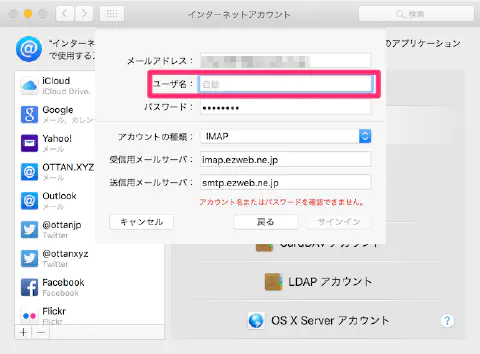 インターネットアカウント
検索
"インター
で使用するア
のアプリケーション
iCloud
iCloud Drive,
Google
メール、カレン
Yahoo!
メール
OTTAN.XYZ
メール
Outlook
メール
@ottanjp
Twitter
@ottanxyz
Twitter
Facebook
Facebook
Flickr
Flickr
メールアドレス：
ユーザ名：
自動
パスワード：
アカウントの種類：
IMAP
受信用メールサーバ：
imap.ezweb.ne.jp
送信用メールサーバ：
smtp.ezweb.ne.jp
アカウント名またはパスワードを確認できません。
キャンセル
戻る
サインイン
CardDAV アカウント
LDAP アカウント
OS X Server アカウント
?